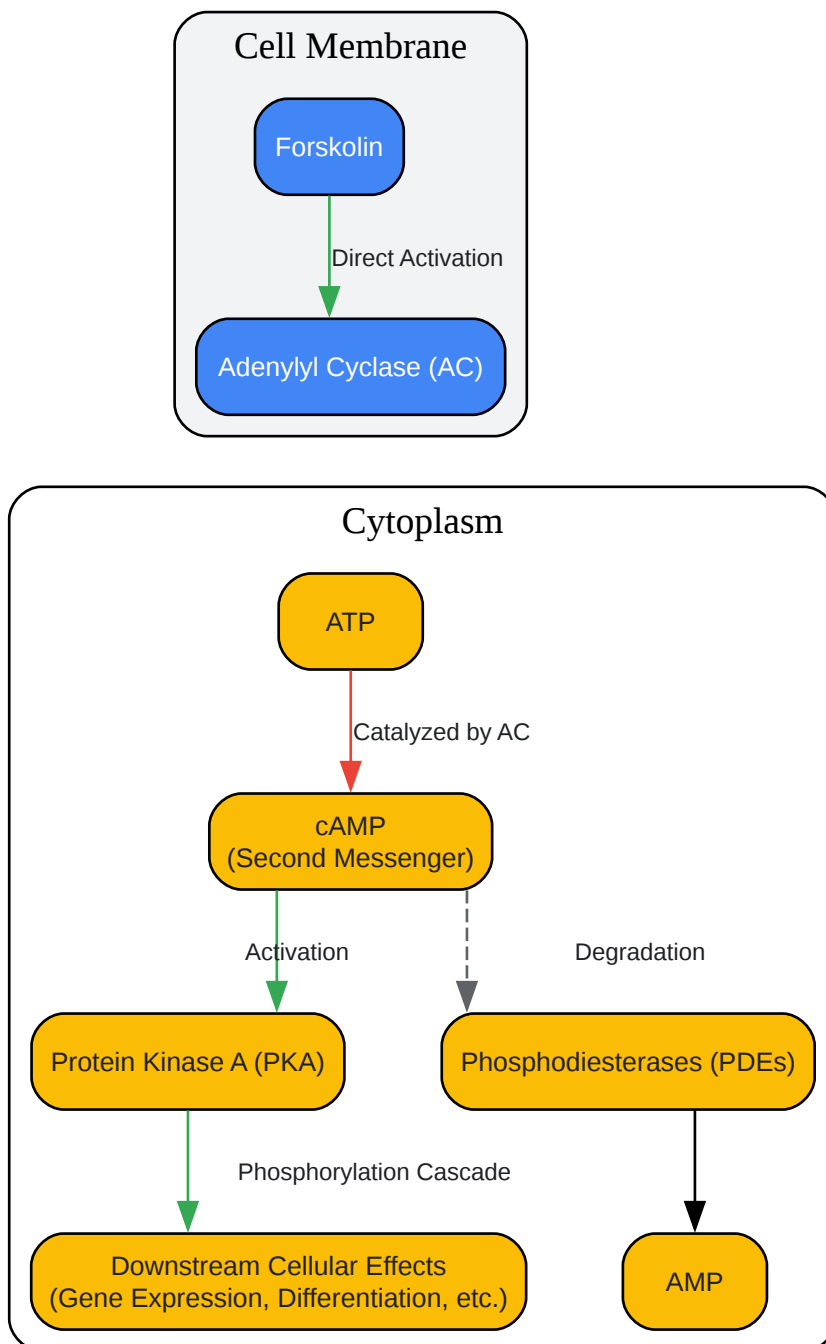 Cell Membrane
Forskolin
Direct Activation
Adenylyl Cyclase (AC)
Cytoplasm
ATP
Catalyzed by AC
cAMP
(Second Messenger)
Activation
Degradation
Protein Kinase A (PKA)
Phosphodiesterases (PDEs)
Phosphorylation Cascade
Downstream Cellular Effects
(Gene Expression, Differentiation, etc.)
AMP